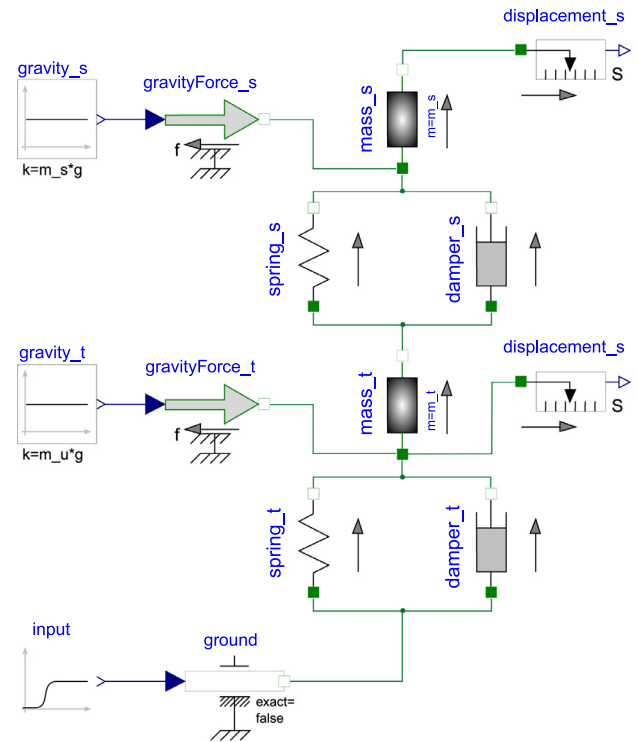 displacement_s
gravity_s
gravityForce_s
mass_s
m=m_s
S
f
k=m_s*g
spring_s
damper_s
gravity_t
gravityForce_t
displacement_s
mass_t
m=m_t
S
f
k=m_u*g
spring_t
damper_t
input
ground
exact=
false